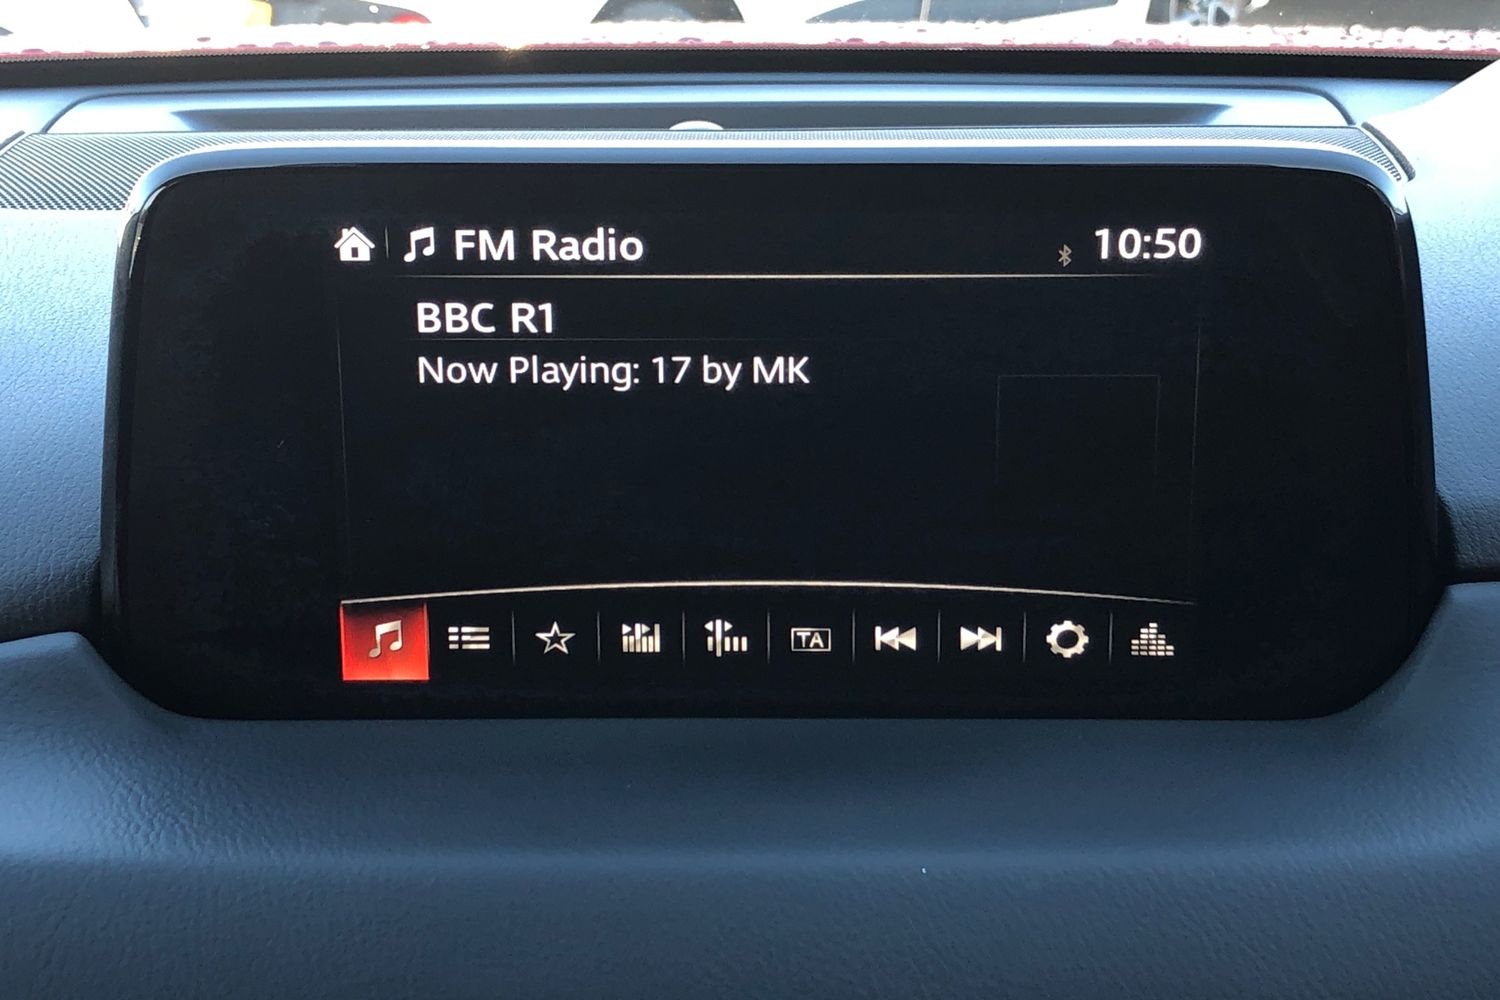 FM Radio 10:50
BBC R1
Now Playing: 17 by MK
TA